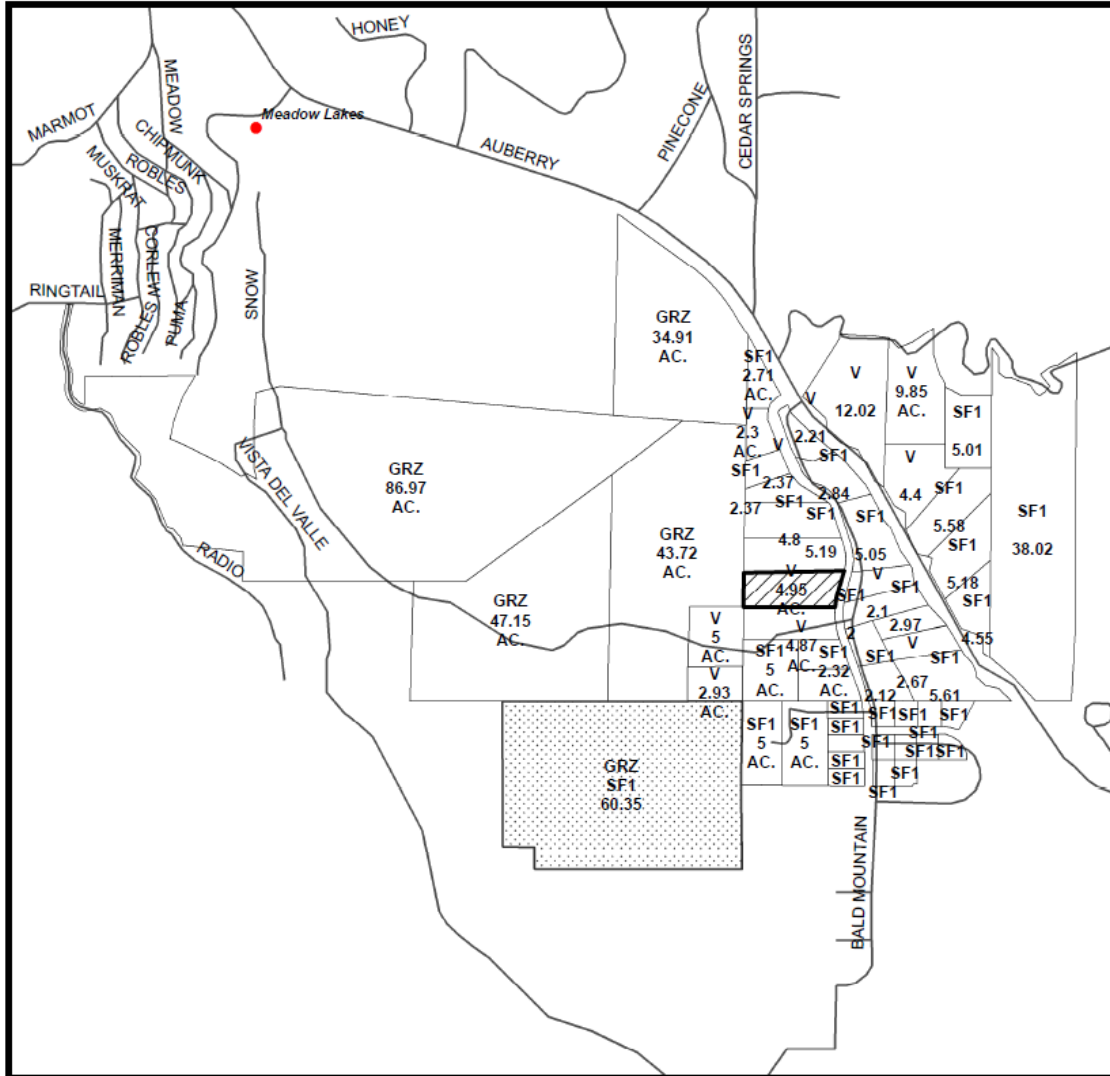 HONEY
MEADOW
CEDAR SPRINGS
MARMOT
Meadow Lakes
PINECONE
CHIPMUNK
AUBERRY
ROBLES
MUSKRAT
MERRIMAN
CORLEW
RINGTAIL
SNOW
ROBLES
PUMA
GRZ
34.91
AC.
SF1
2.71
AC.
V
V
12.02
V
9.85
AC.
SF1
5.01
V
2.3
AC.
V
2.21
SF1
V
4.4
SF1
VISTA DEL VALLE
GRZ
86.97
AC.
SF1
2.37
2.37
SF1
2.84
SF1
SF1
5.58
SF1
SF1
38.02
GRZ
43.72
AC.
4.8
5.19
5.05
RADIO
V
4.95
AC.
SF1
V
SF1
5.18
SF1
GRZ
47.15
AC.
2.1
2.97
4.55
V
5
AC.
V
4.87
AC.
2
V
SF1
5
AC.
SF1
2.32
AC.
SF1
SF1
V
2.93
AC.
2.12
2.67
5.61
SF1
SF1
SF1
SF1
SF1
5
AC.
SF1
5
AC.
SF1
SF1
SF1
SF1
SF1
SF1
SF1
SF1
SF1
GRZ
SF1
60.35
BALD MOUNTAIN